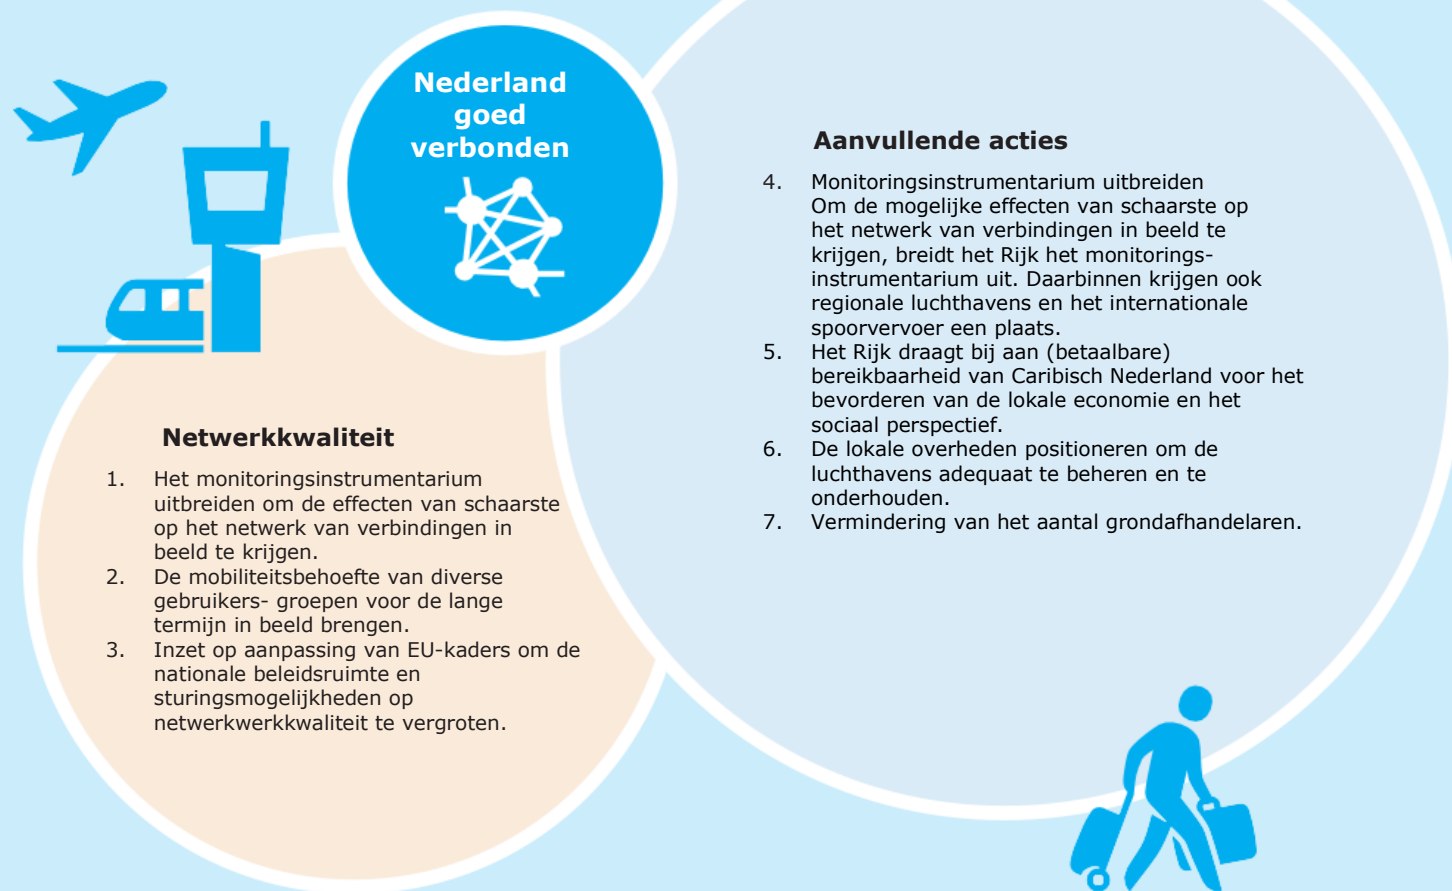 Nederland
goed
verbonden
Netwerkkwaliteit
1. Het monitoringsinstrumentarium
uitbreiden om de effecten van schaarste
op het netwerk van verbindingen in
beeld te krijgen.
2. De mobiliteitsbehoefte van diverse
gebruikers- groepen voor de lange
termijn in beeld brengen.
3. Inzet op aanpassing van EU-kaders om de
nationale beleidsruimte en
sturingsmogelijkheden op
netwerkwerkkwaliteit te vergroten.
Aanvullende acties
4. Monitoringsinstrumentarium uitbreiden
Om de mogelijke effecten van schaarste op
het netwerk van verbindingen in beeld te
krijgen, breidt het Rijk het monitorings-
instrumentarium uit. Daarbinnen krijgen ook
regionale luchthavens en het internationale
spoorvervoer een plaats.
5. Het Rijk draagt bij aan (betaalbare)
bereikbaarheid van Caribisch Nederland voor het
bevorderen van de lokale economie en het
sociaal perspectief.
6. De lokale overheden positioneren om de
luchthavens adequaat te beheren en te
onderhouden.
7. Vermindering van het aantal grondafhandelaren.